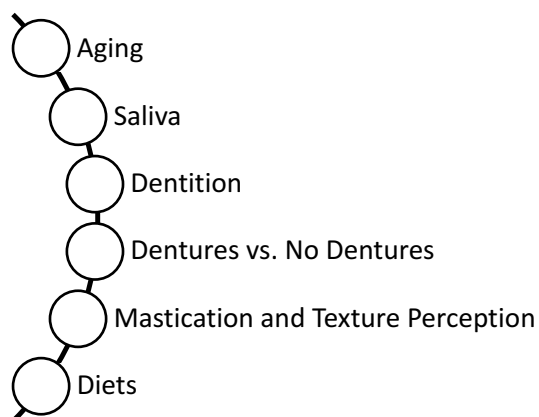 Aging
Saliva
Dentition
Dentures vs. No Dentures
Mastication and Texture Perception
Diets